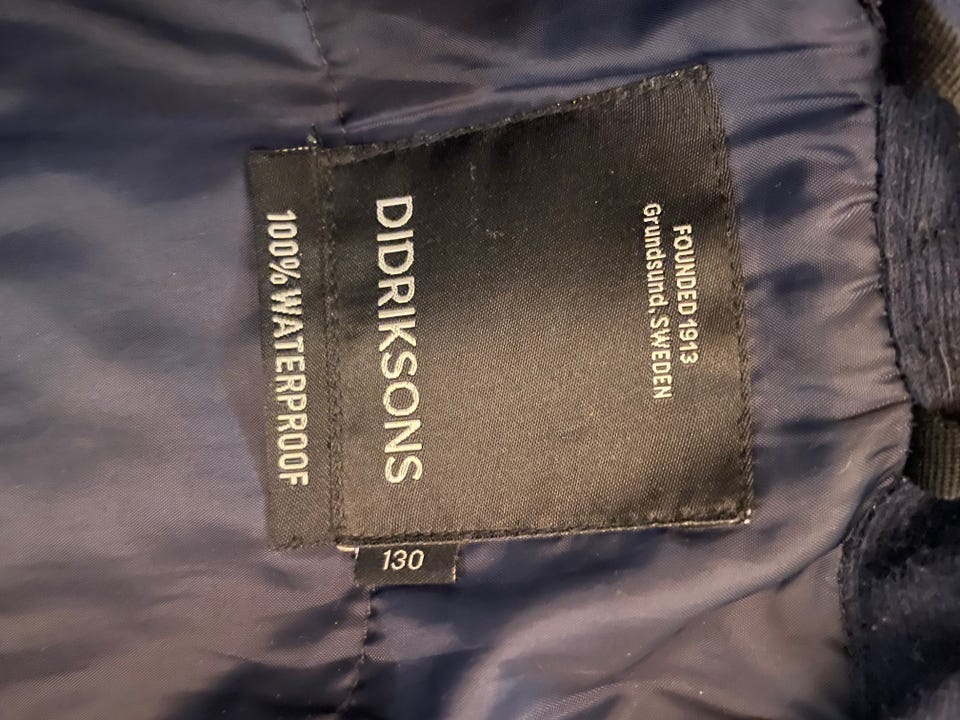 FOUNDED 1913
Grundsund, SWEDEN
DIDRIKSONS
100% WATERPROOF
130